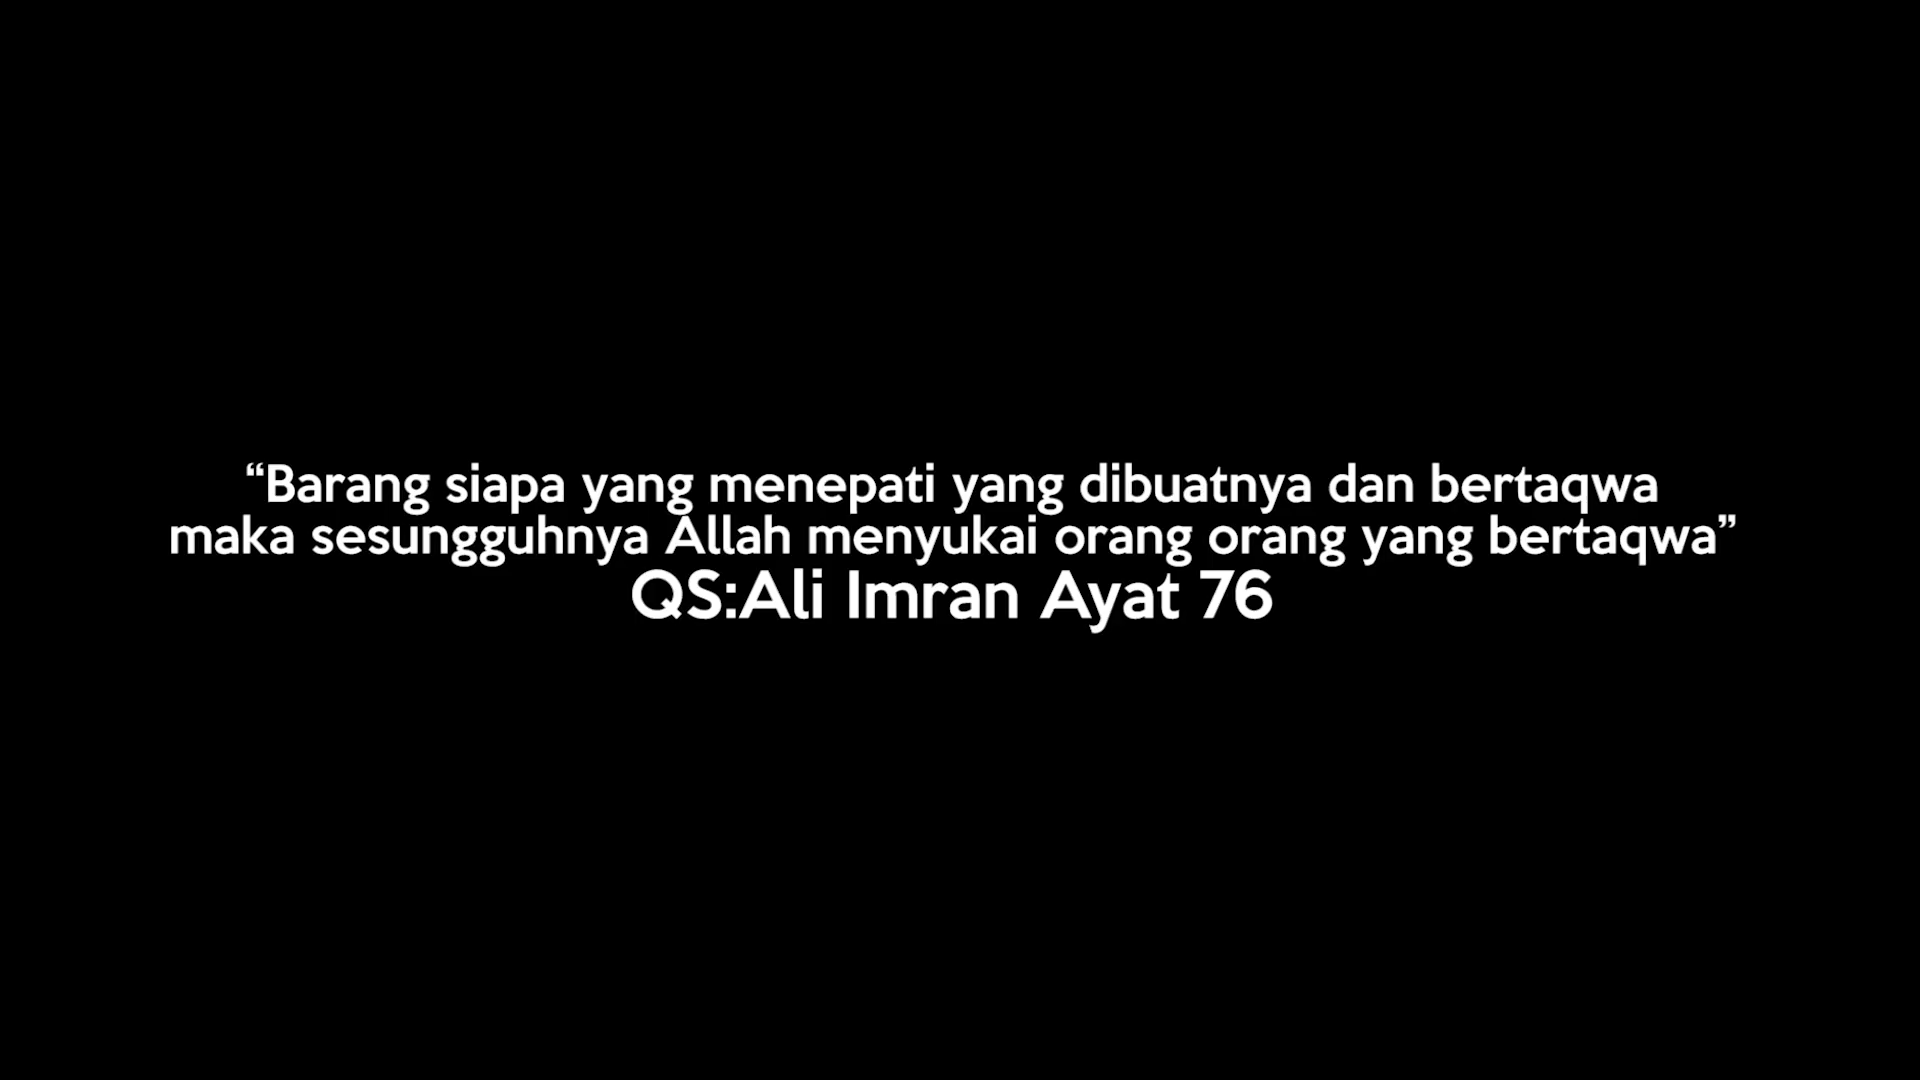 “Barang siapa yang menepati yang dibuatnya dan bertaqwa
maka sesungguhnya Allah menyukai orang orang yang bertaqwa”
QS:Ali Imran Ayat 76